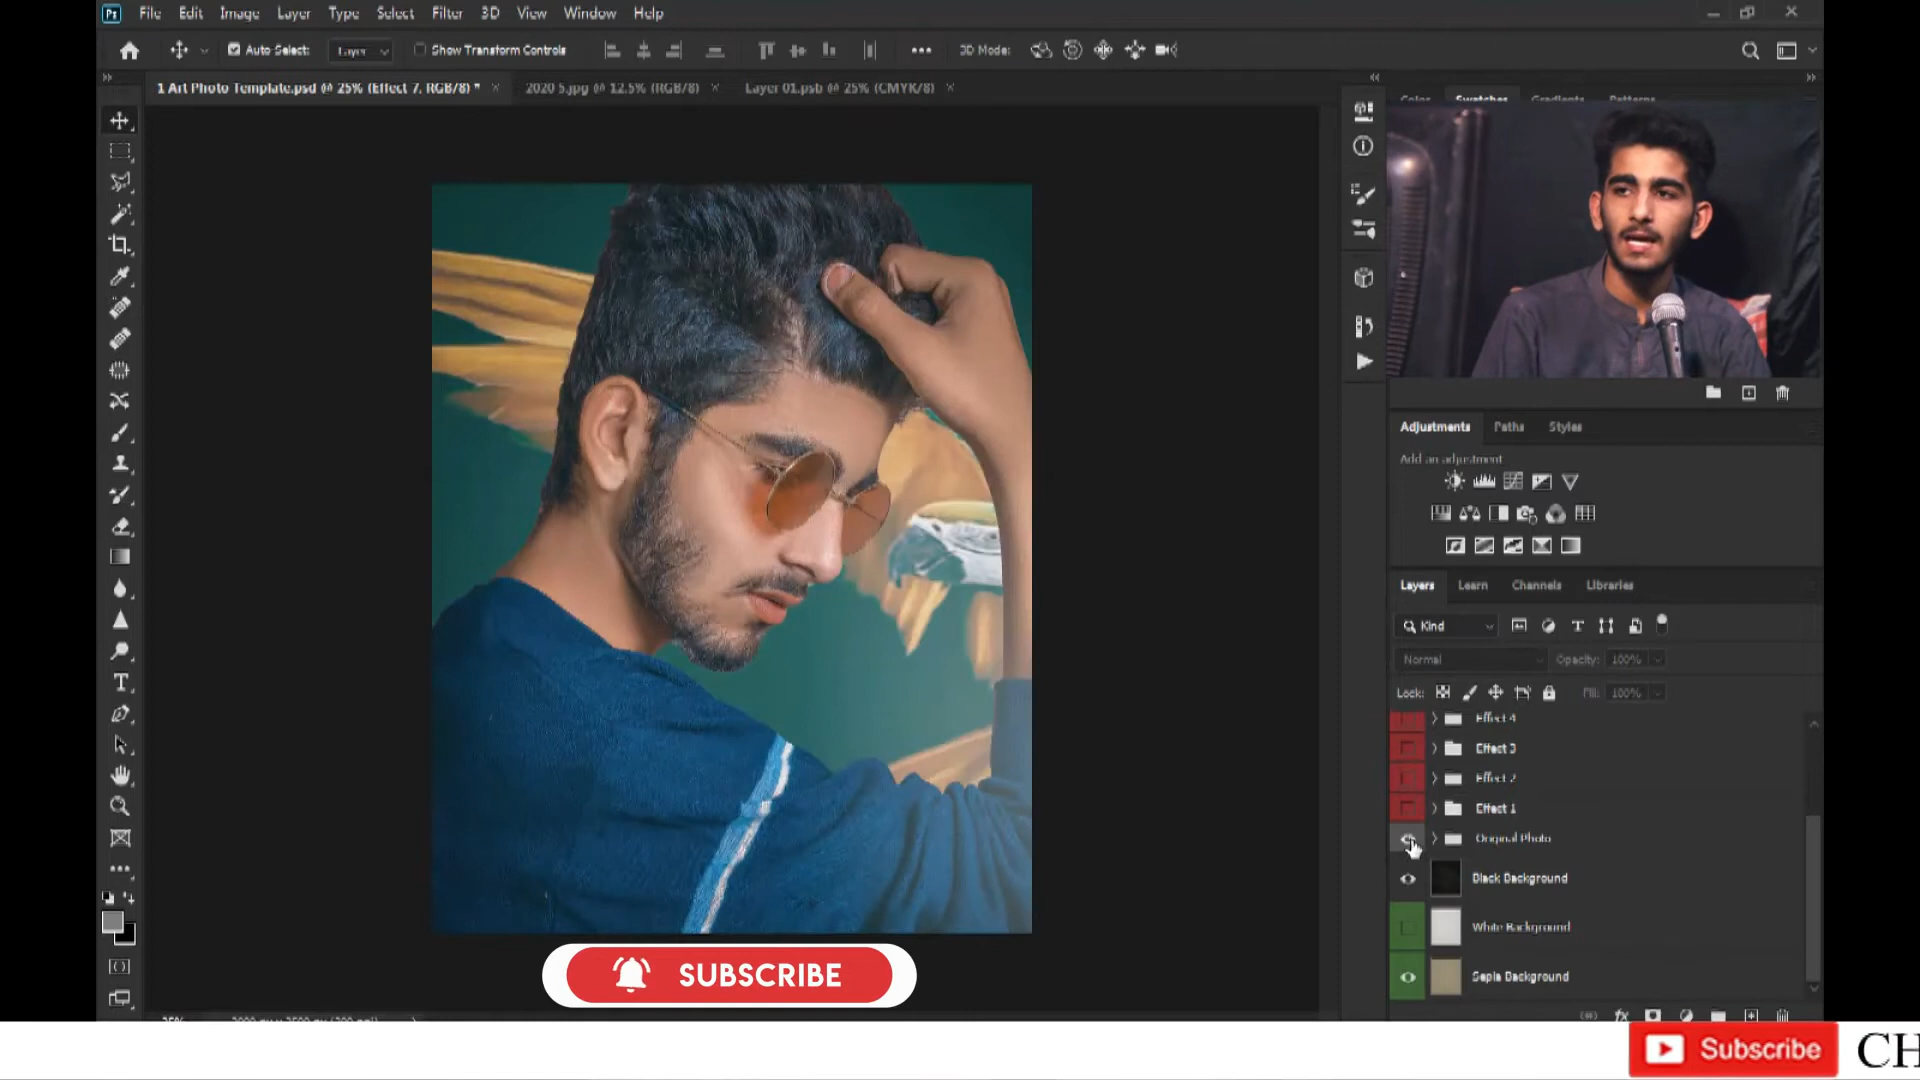 Ps File Edit Image Layer Type Select Filter 3D View Window Help
Auto Select: Layer Show Transform Controls 3D Mode:
1 Art Photo Template.psd @ 25% (Effect 7, RGB/8) * 2020 5.jpg @ 12.5% (RGB/8) Layer 01.psb @ 25% (CMYK/8)
Color Swatches Gradients Patterns
Adjustments Paths Styles
Add an adjustment
Layers Learn Channels Libraries
Kind
Normal Opacity: 100%
Lock: Fill: 100%
Effect 4
Effect 3
Effect 2
Effect 1
Original Photo
Black Background
White Background
Sepia Background
SUBSCRIBE
Subscribe CH